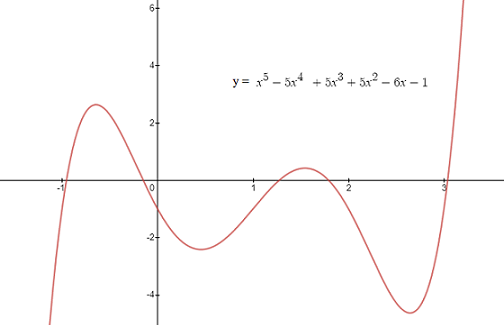 6
4
y = x⁵ − 5x⁴ + 5x³ + 5x² − 6x − 1
2
-1 0 1 2 3
-2
-4